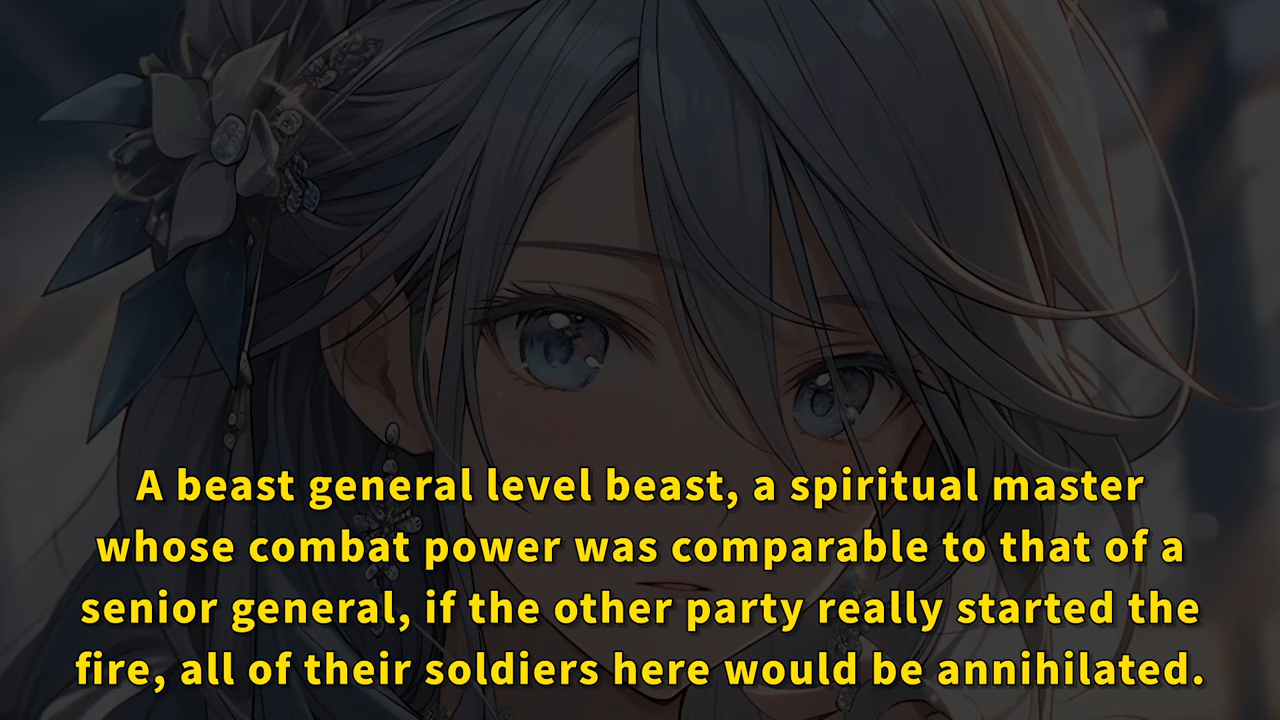 A beast general level beast, a spiritual master
whose combat power was comparable to that of a
senior general, if the other party really started the
fire, all of their soldiers here would be annihilated.